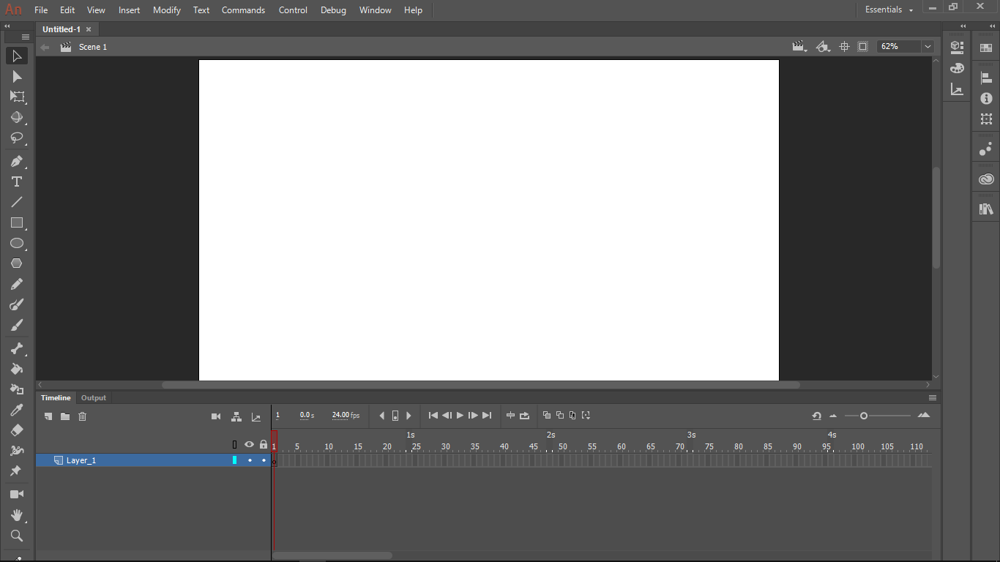 An File Edit View Insert Modify Text Commands Control Debug Window Help Essentials
Untitled-1
Scene 1 62%
Timeline Output
1 0.0 s 24.00 fps
1s 2s 3s 4s
1 5 10 15 20 25 30 35 40 45 50 55 60 65 70 75 80 85 90 95 100 105 110
Layer_1